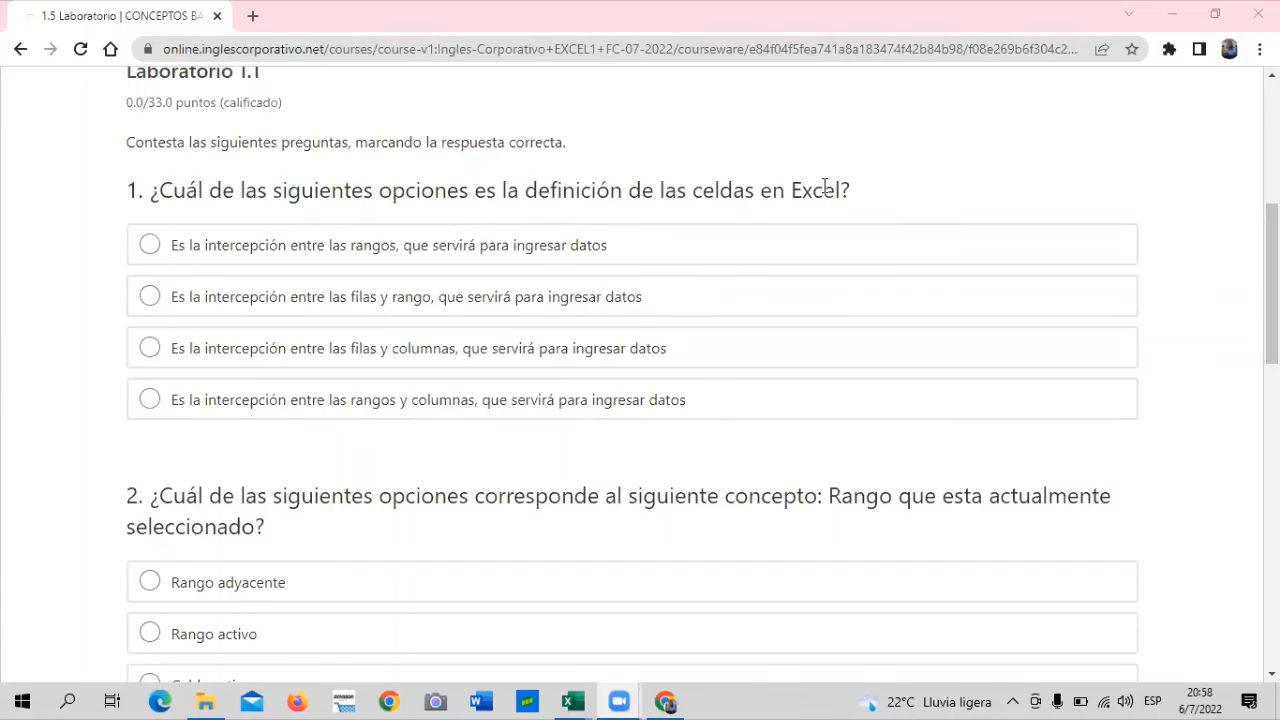 1.5 Laboratorio | CONCEPTOS BÁ
online.inglescorporativo.net/courses/course-v1:Ingles-Corporativo+EXCEL1+FC-07-2022/courseware/e84f04f5fea741a8a183474f42b84b98/f08e269b6f304c2...
Laboratorio 1.1
0.0/33.0 puntos (calificado)
Contesta las siguientes preguntas, marcando la respuesta correcta.
1. ¿Cuál de las siguientes opciones es la definición de las celdas en Excel?
Es la intercepción entre las rangos, que servirá para ingresar datos
Es la intercepción entre las filas y rango, que servirá para ingresar datos
Es la intercepción entre las filas y columnas, que servirá para ingresar datos
Es la intercepción entre las rangos y columnas, que servirá para ingresar datos
2. ¿Cuál de las siguientes opciones corresponde al siguiente concepto: Rango que esta actualmente
seleccionado?
Rango adyacente
Rango activo
22°C Lluvia ligera
ESP
20:58
6/7/2022